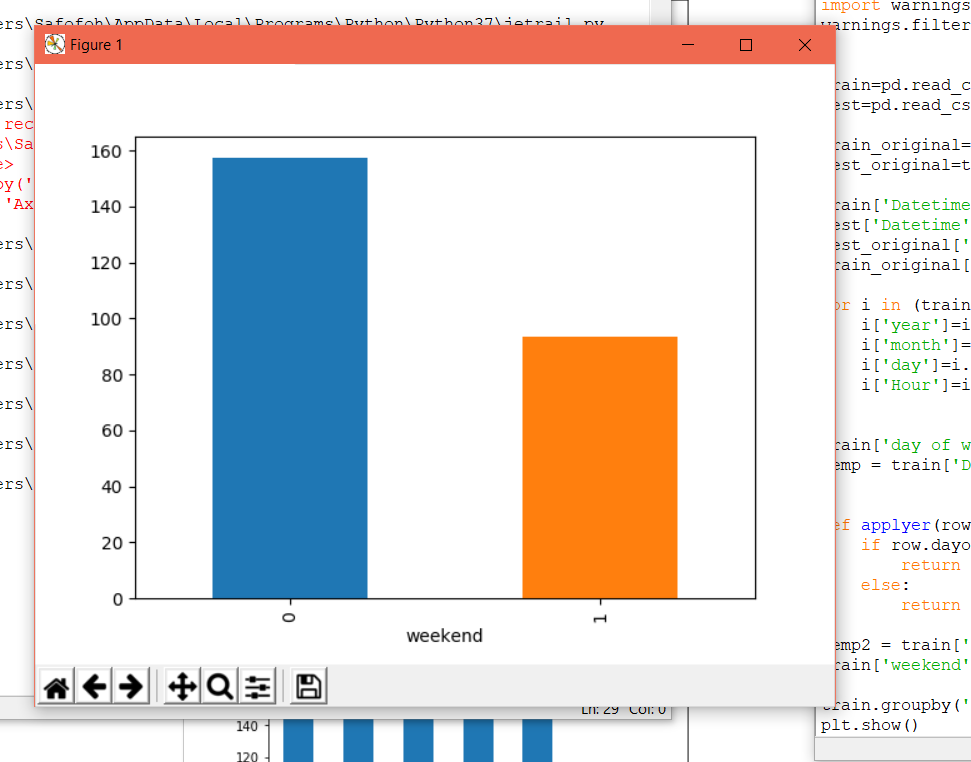 ers\Safofoh\AppData\Local\Programs\Python\Python37\jetrail.py
ers\
ers\
rec
s\Sa
e>
by('
'Ax
ers\
ers\
ers\
ers\
ers\
ers\
ers\
Figure 1
160
140
120
100
80
60
40
20
0
0
1
weekend
Ln: 29 Col: 0
140
120
import warnings
warnings.filter
rain=pd.read_c
est=pd.read_cs
rain_original=
est_original=t
rain['Datetime
est['Datetime'
est_original['
rain_original[
or i in (train
i['year']=i
i['month']=
i['day']=i.
i['Hour']=i
rain['day of w
emp = train['D
ef applyer(row
if row.dayo
return
else:
return
emp2 = train['
rain['weekend'
train.groupby('
plt.show()